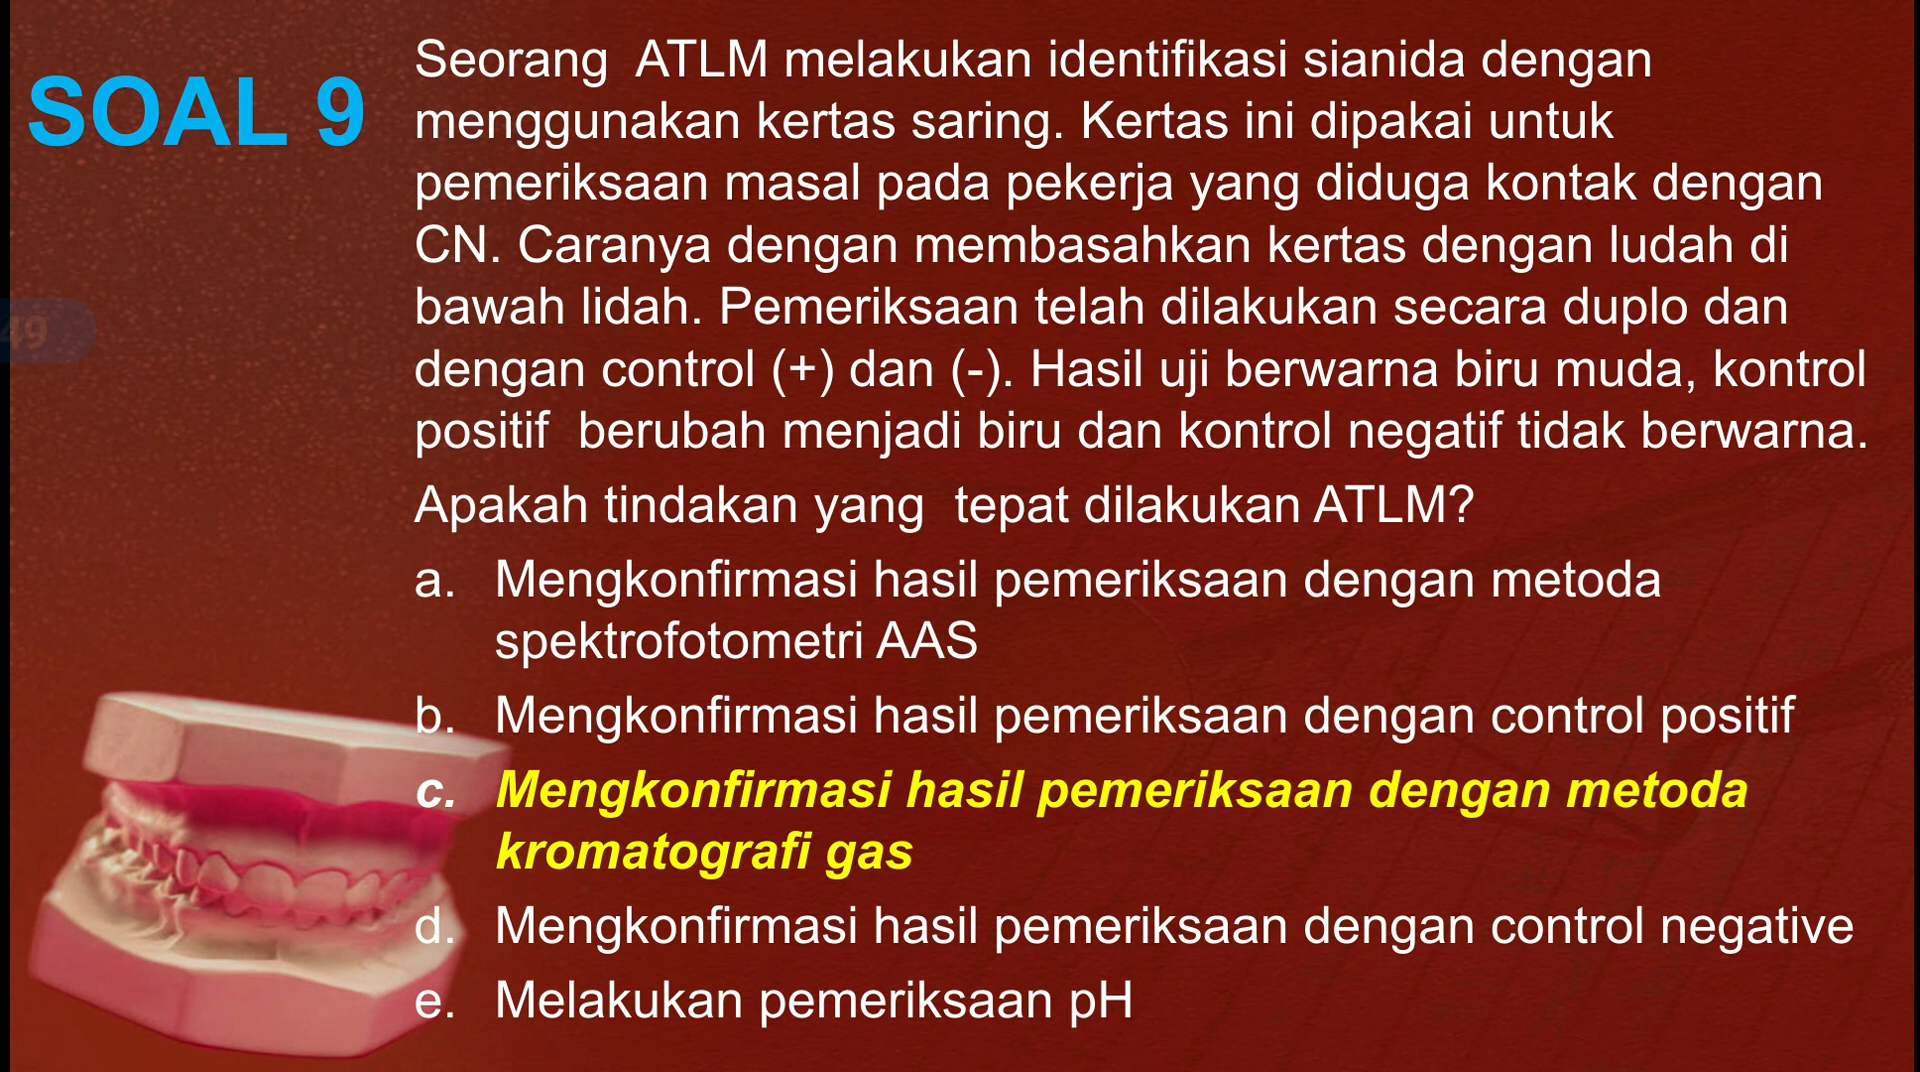 SOAL 9
Seorang ATLM melakukan identifikasi sianida dengan
menggunakan kertas saring. Kertas ini dipakai untuk
pemeriksaan masal pada pekerja yang diduga kontak dengan
CN. Caranya dengan membasahkan kertas dengan ludah di
bawah lidah. Pemeriksaan telah dilakukan secara duplo dan
dengan control (+) dan (-). Hasil uji berwarna biru muda, kontrol
positif berubah menjadi biru dan kontrol negatif tidak berwarna.
Apakah tindakan yang tepat dilakukan ATLM?
a. Mengkonfirmasi hasil pemeriksaan dengan metoda
spektrofotometri AAS
b. Mengkonfirmasi hasil pemeriksaan dengan control positif
c. Mengkonfirmasi hasil pemeriksaan dengan metoda
kromatografi gas
d. Mengkonfirmasi hasil pemeriksaan dengan control negative
e. Melakukan pemeriksaan pH
49